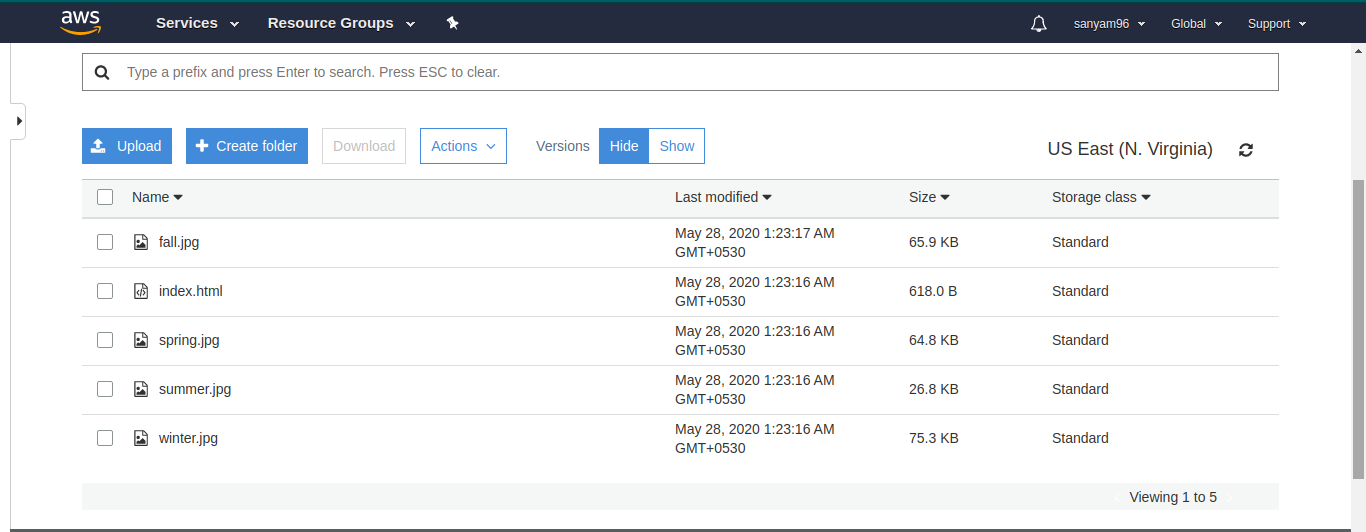 aws Services Resource Groups sanyam96 Global Support
Type a prefix and press Enter to search. Press ESC to clear.
Upload Create folder Download Actions Versions Hide Show US East (N. Virginia)
Name Last modified Size Storage class
fall.jpg May 28, 2020 1:23:17 AM 65.9 KB Standard
GMT+0530
index.html May 28, 2020 1:23:16 AM 618.0 B Standard
GMT+0530
spring.jpg May 28, 2020 1:23:16 AM 64.8 KB Standard
GMT+0530
summer.jpg May 28, 2020 1:23:16 AM 26.8 KB Standard
GMT+0530
winter.jpg May 28, 2020 1:23:16 AM 75.3 KB Standard
GMT+0530
Viewing 1 to 5